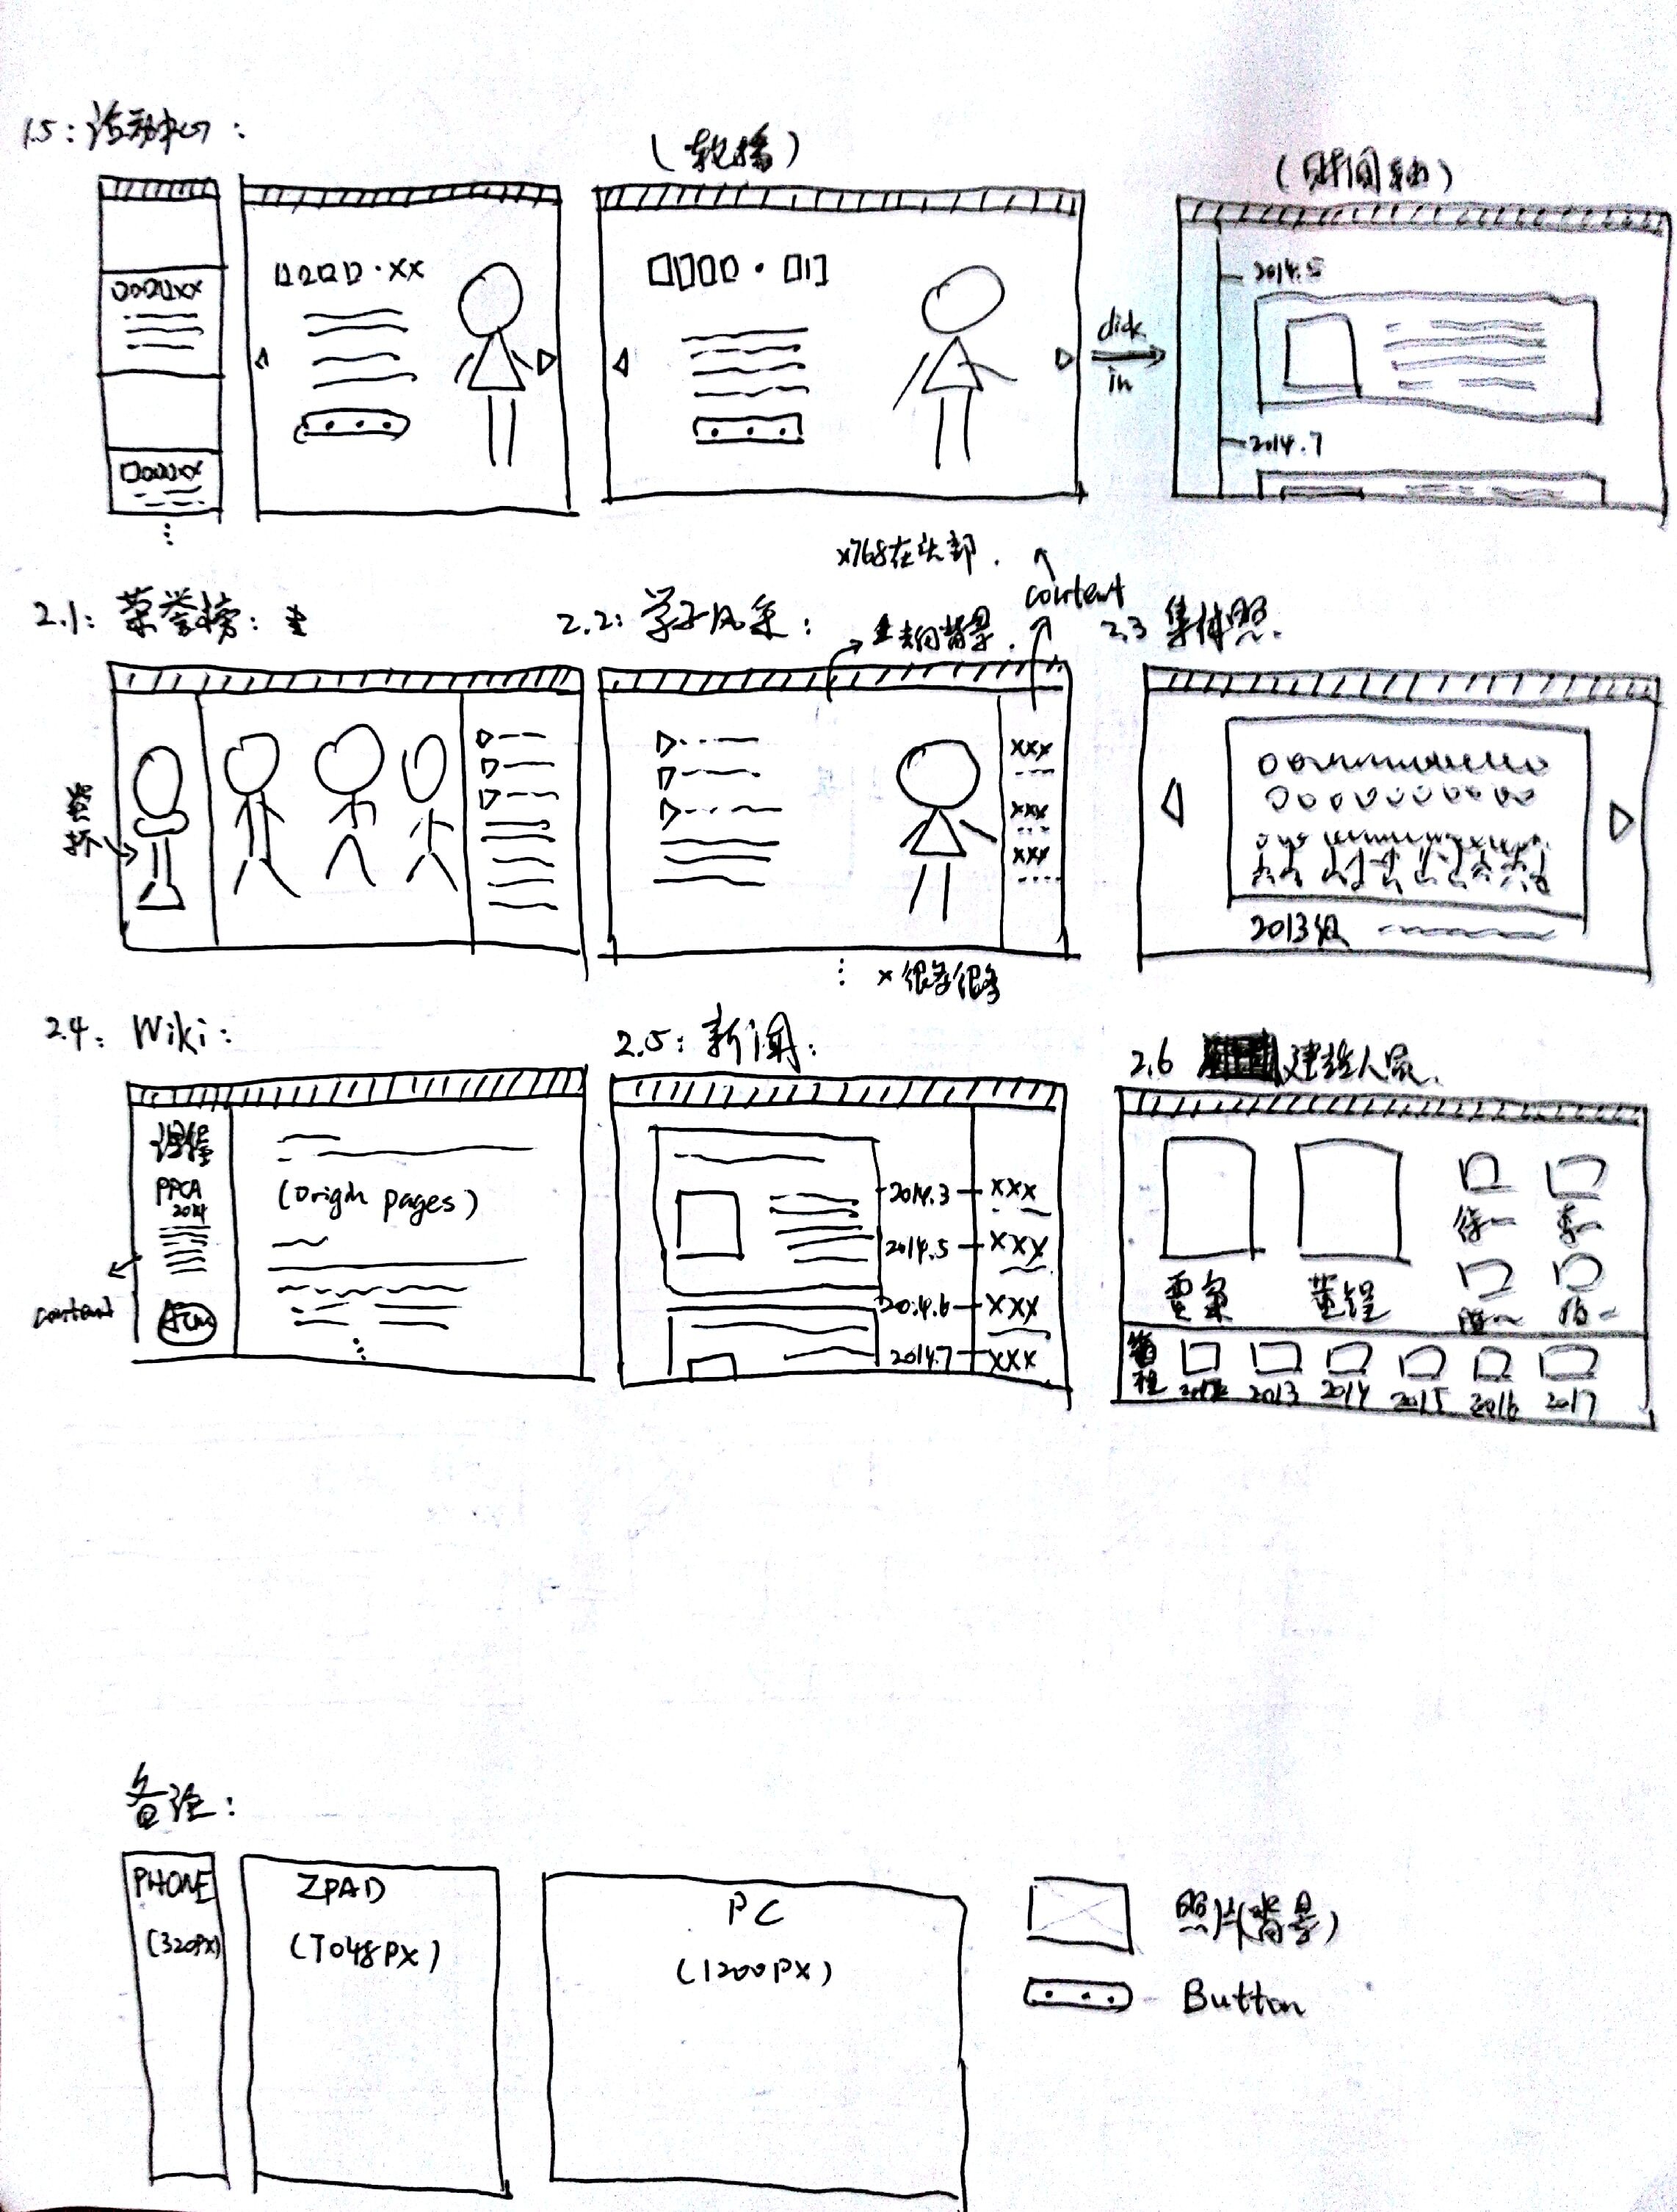 1.5: 活动中心:
(轮播)
(时间轴)
□□□□xx
□□□□xx
□□□□·xx
□□□□·□□
click
in
2014.5
2014.7
x768在头部.
content
2.1: 荣誉榜:
2.2: 学子风采:
去向背景.
2.3 集体照.
奖杯
xxx
xxx
xxx
2013级
x很多很多
2.4: Wiki:
2.5: 新闻:
2.6 建设人员.
课程
PPCA
2014
ACM
content
(Origin pages)
2014.3 xxx
2014.5 xxx
2014.6 xxx
2014.7 xxx
2012 2013 2014 2015 2016 2017
备注:
PHONE
(320PX)
ZPAD
(1048PX)
PC
(1200PX)
照片(背景)
Button